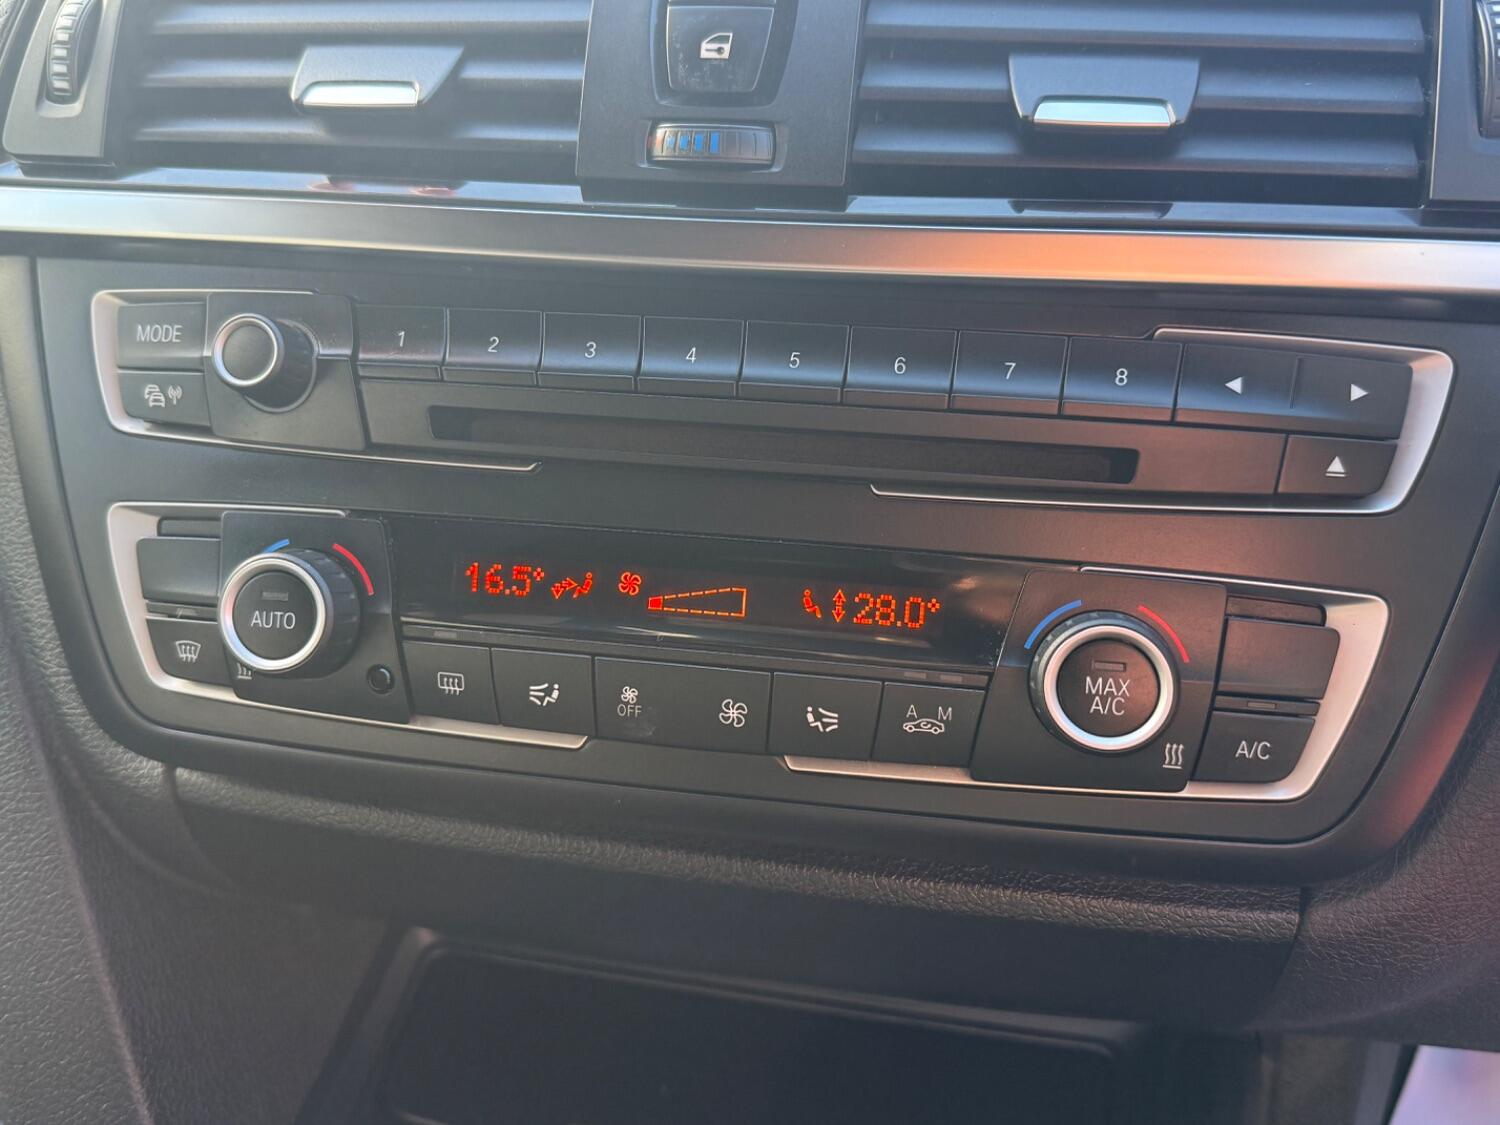 MODE
1 2 3 4 5 6 7 8
16.5° 28.0°
AUTO
OFF
A M
MAX
A/C
A/C